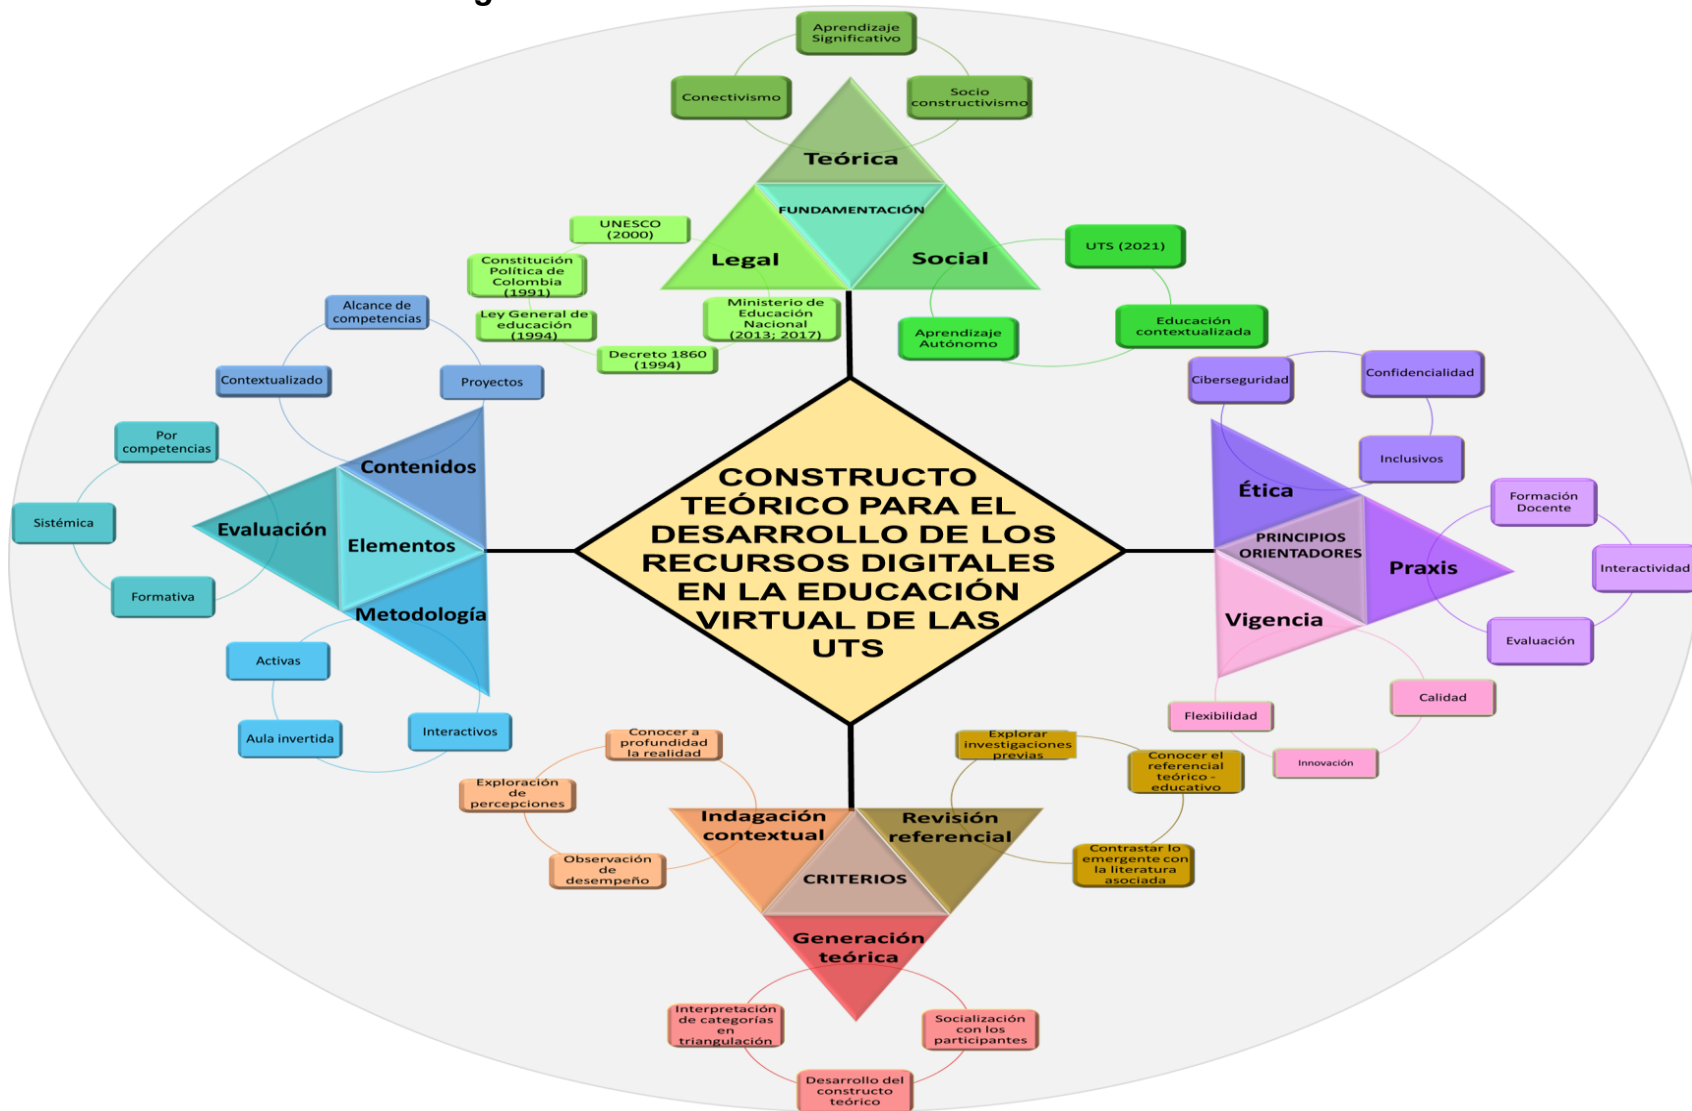 Aprendizaje
Significativo
Conectivismo
Socio
constructivismo
Teórica
FUNDAMENTACIÓN
Legal
Social
UNESCO
(2000)
Constitución
Política de
Colombia
(1991)
Ley General de
educación
(1994)
Decreto 1860
(1994)
Ministerio de
Educación
Nacional
(2013; 2017)
UTS (2021)
Educación
contextualizada
Aprendizaje
Autónomo
Alcance de
competencias
Contextualizado
Proyectos
Contenidos
Por
competencias
Sistémica
Formativa
Evaluación
Elementos
Metodología
Activas
Aula invertida
Interactivos
CONSTRUCTO
TEÓRICO PARA EL
DESARROLLO DE LOS
RECURSOS DIGITALES
EN LA EDUCACIÓN
VIRTUAL DE LAS
UTS
Ciberseguridad
Confidencialidad
Inclusivos
Ética
PRINCIPIOS
ORIENTADORES
Praxis
Vigencia
Formación
Docente
Interactividad
Evaluación
Calidad
Flexibilidad
Innovación
Conocer a
profundidad
la realidad
Exploración
de
percepciones
Observación
de
desempeño
Indagación
contextual
Revisión
referencial
CRITERIOS
Generación
teórica
Explorar
investigaciones
previas
Conocer el
referencial
teórico -
educativo
Contrastar lo
emergente con
la literatura
asociada
Interpretación
de categorías
en
triangulación
Socialización
con los
participantes
Desarrollo del
constructo
teórico